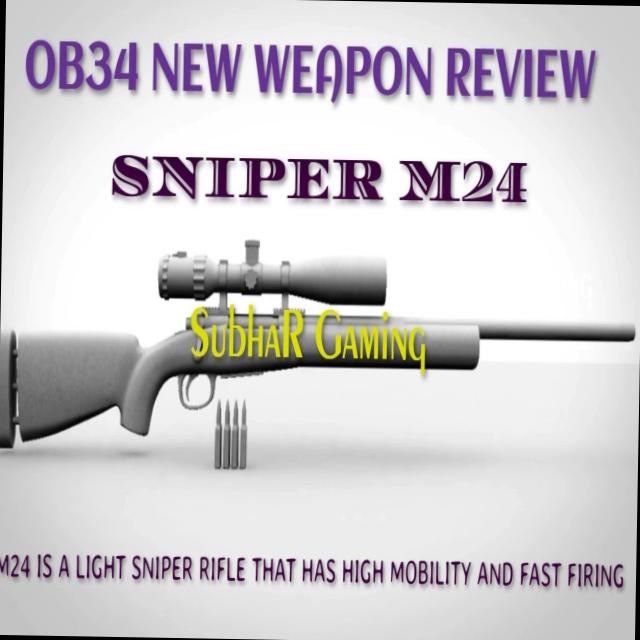 OB34 NEW WEAPON REVIEW
SNIPER M24
SUBHAR GAMING
M24 IS A LIGHT SNIPER RIFLE THAT HAS HIGH MOBILITY AND FAST FIRING